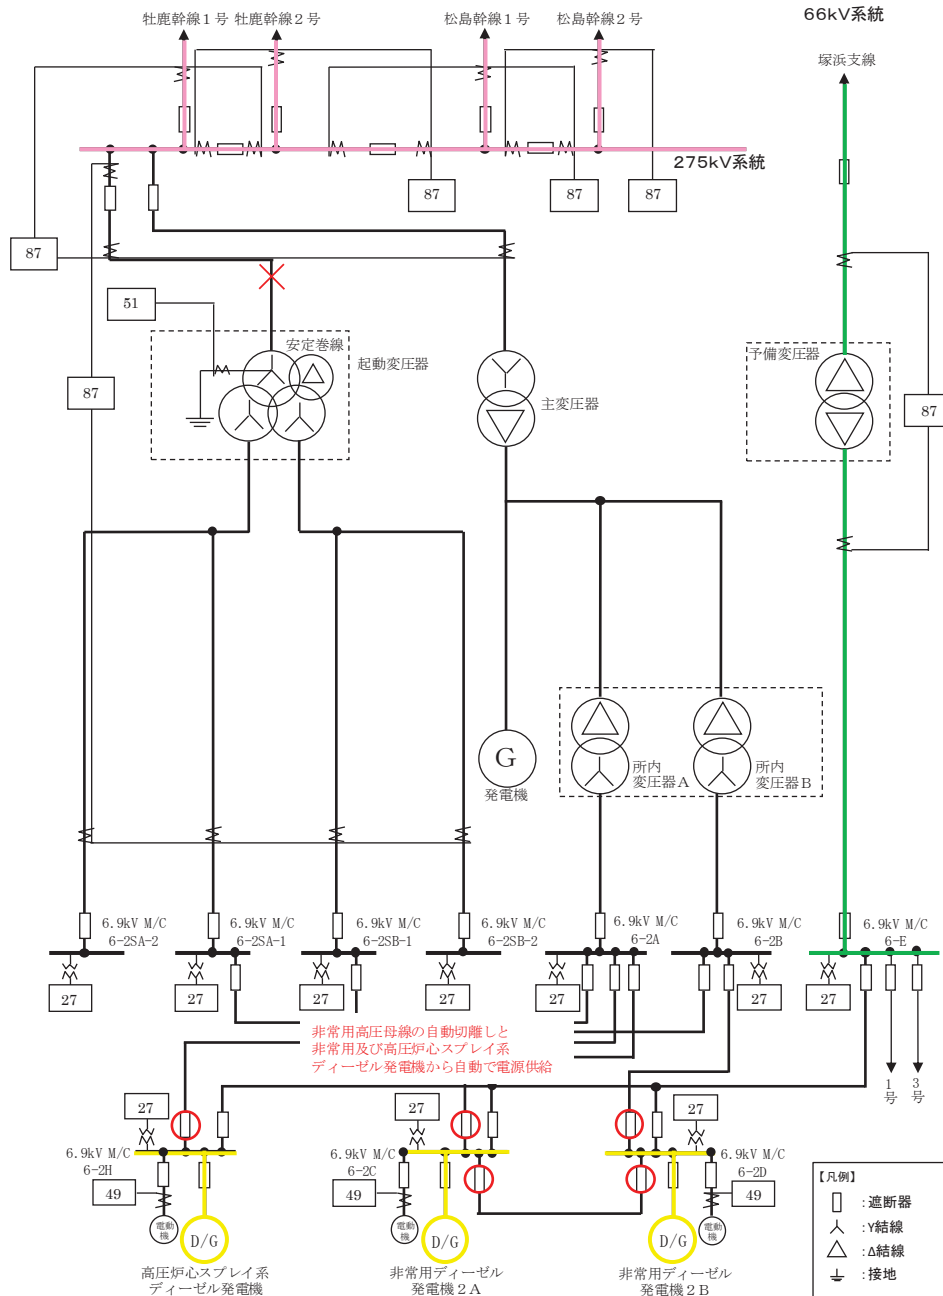 66kV系統
牡鹿幹線1号
牡鹿幹線2号
松島幹線1号
松島幹線2号
塚浜支線
275kV系統
87
87
87
87
51
安定巻線
起動変圧器
87
主変圧器
予備変圧器
87
G
発電機
所内
変圧器A
所内
変圧器B
6.9kV M/C
6-2SA-2
6.9kV M/C
6-2SA-1
6.9kV M/C
6-2SB-1
6.9kV M/C
6-2SB-2
6.9kV M/C
6-2A
6.9kV M/C
6-2B
6.9kV M/C
6-E
27
27
27
27
27
27
27
非常用高圧母線の自動切離しと
非常用及び高圧炉心スプレイ系
ディーゼル発電機から自動で電源供給
1号
3号
27
27
27
6.9kV M/C
6-2H
6.9kV M/C
6-2C
6.9kV M/C
6-2D
49
49
49
電動機
D/G
電動機
D/G
D/G
電動機
高圧炉心スプレイ系
ディーゼル発電機
非常用ディーゼル
発電機2A
非常用ディーゼル
発電機2B
【凡例】
:遮断器
:Y結線
:Δ結線
:接地